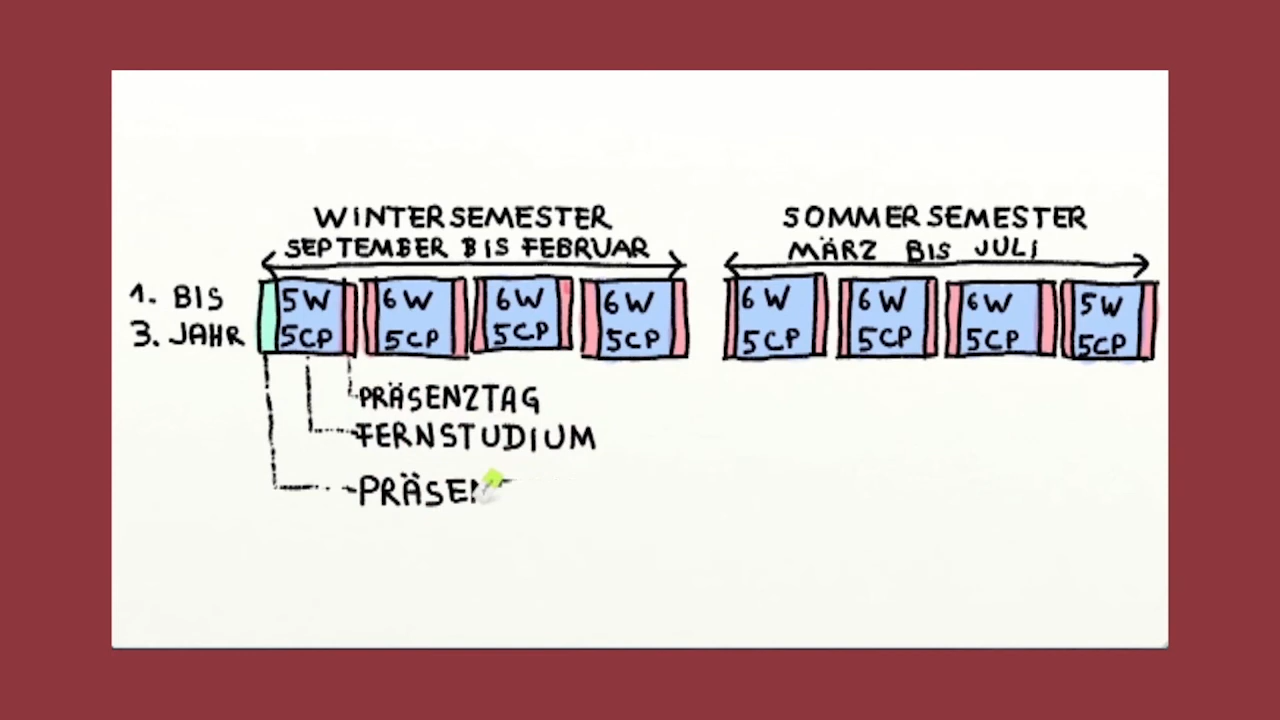 WINTERSEMESTER
SEPTEMBER BIS FEBRUAR
SOMMERSEMESTER
MÄRZ BIS JULI
1. BIS
3. JAHR
5W
5CP
6W
5CP
6W
5CP
6W
5CP
6W
5CP
6W
5CP
6W
5CP
5W
5CP
PRÄSENZTAG
FERNSTUDIUM